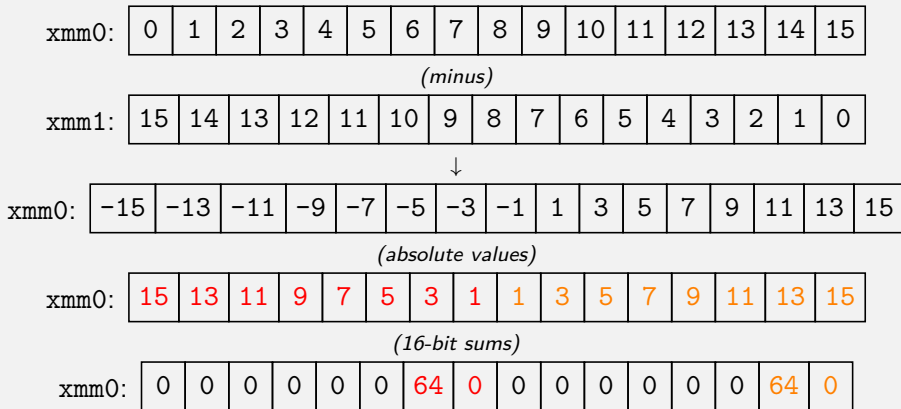 xmm0: 0 1 2 3 4 5 6 7 8 9 10 11 12 13 14 15
(minus)
xmm1: 15 14 13 12 11 10 9 8 7 6 5 4 3 2 1 0
↓
xmm0: -15 -13 -11 -9 -7 -5 -3 -1 1 3 5 7 9 11 13 15
(absolute values)
xmm0: 15 13 11 9 7 5 3 1 1 3 5 7 9 11 13 15
(16-bit sums)
xmm0: 0 0 0 0 0 0 64 0 0 0 0 0 0 0 64 0